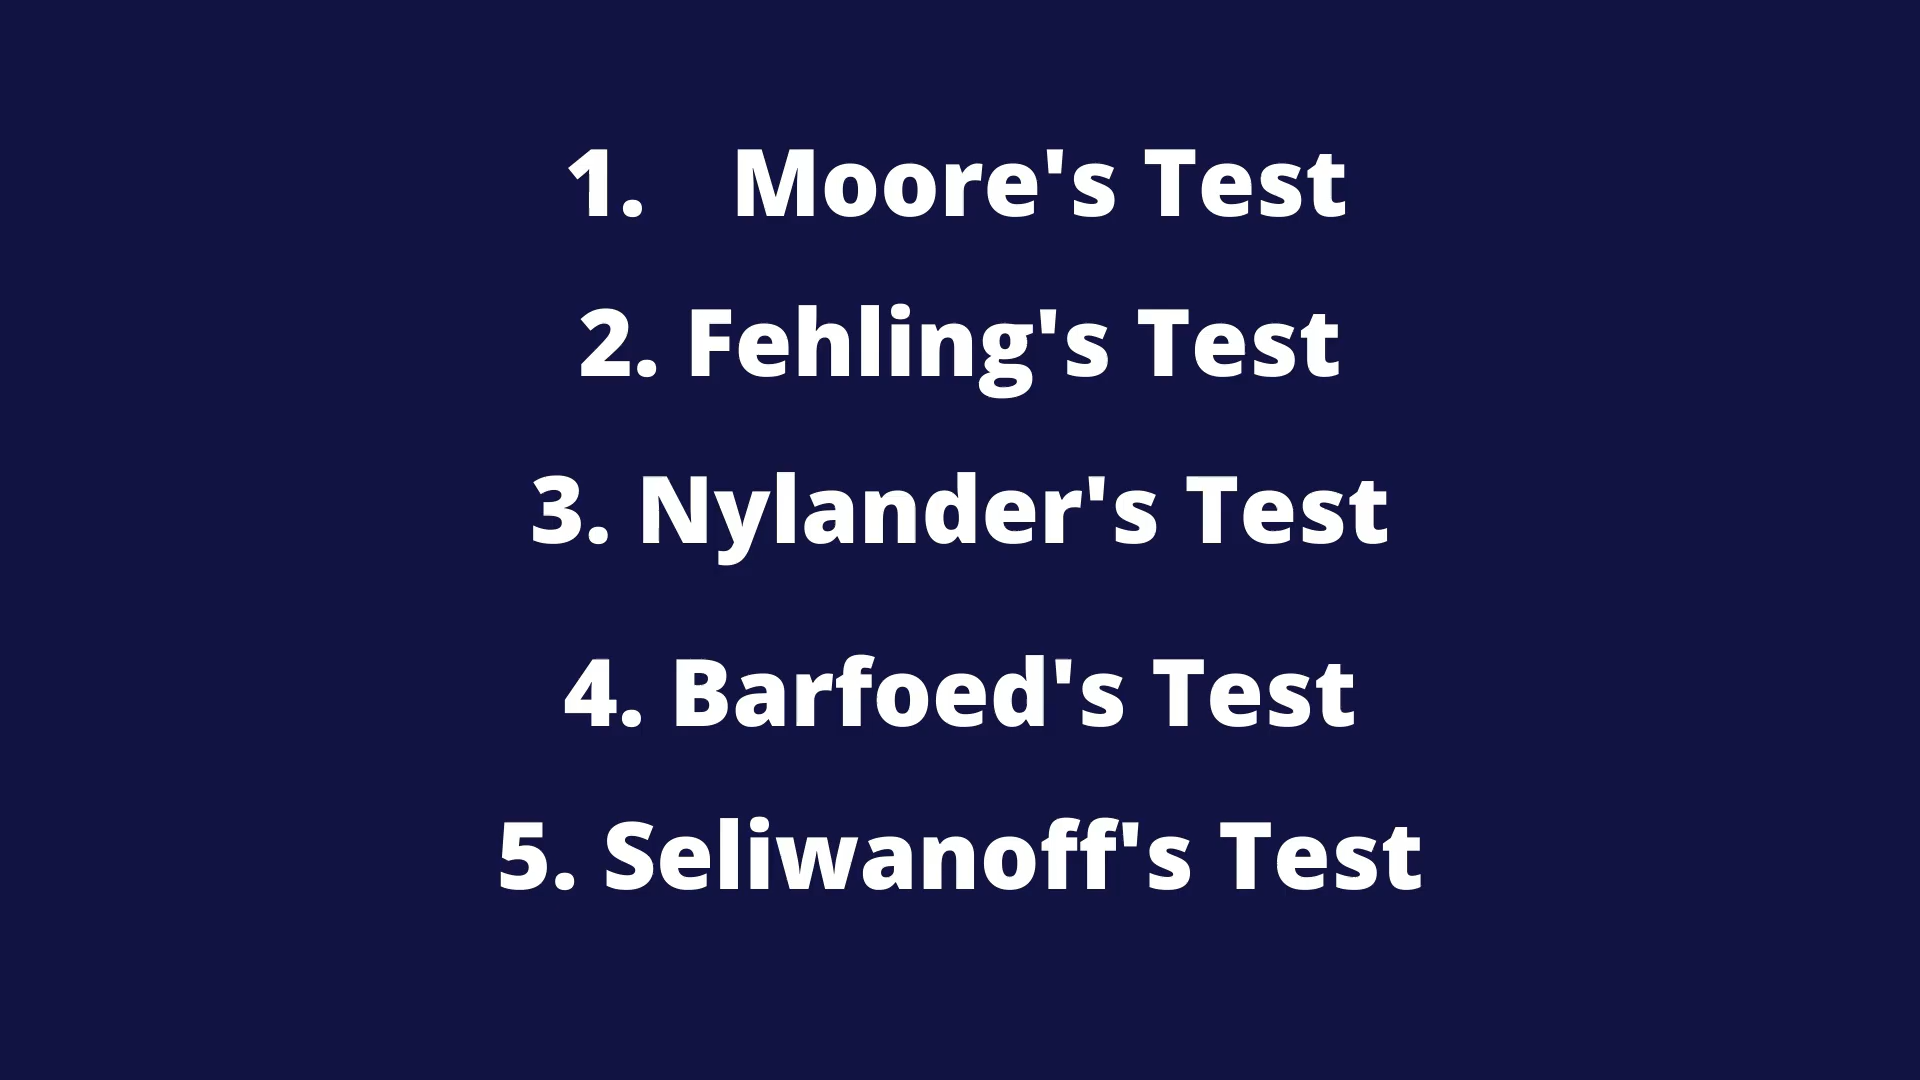 1. Moore's Test
2. Fehling's Test
3. Nylander's Test
4. Barfoed's Test
5. Seliwanoff's Test